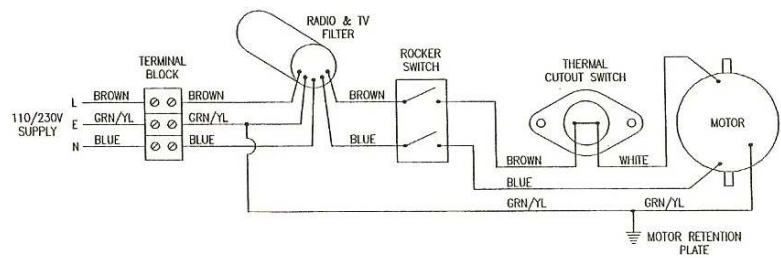 RADIO & TV
FILTER
TERMINAL
BLOCK
ROCKER
SWITCH
THERMAL
CUTOUT SWITCH
110/230V
SUPPLY
L BROWN BROWN
BROWN
E GRN/YL GRN/YL
MOTOR
N BLUE BLUE
BLUE
BROWN
WHITE
BLUE
GRN/YL
GRN/YL
MOTOR RETENTION
PLATE